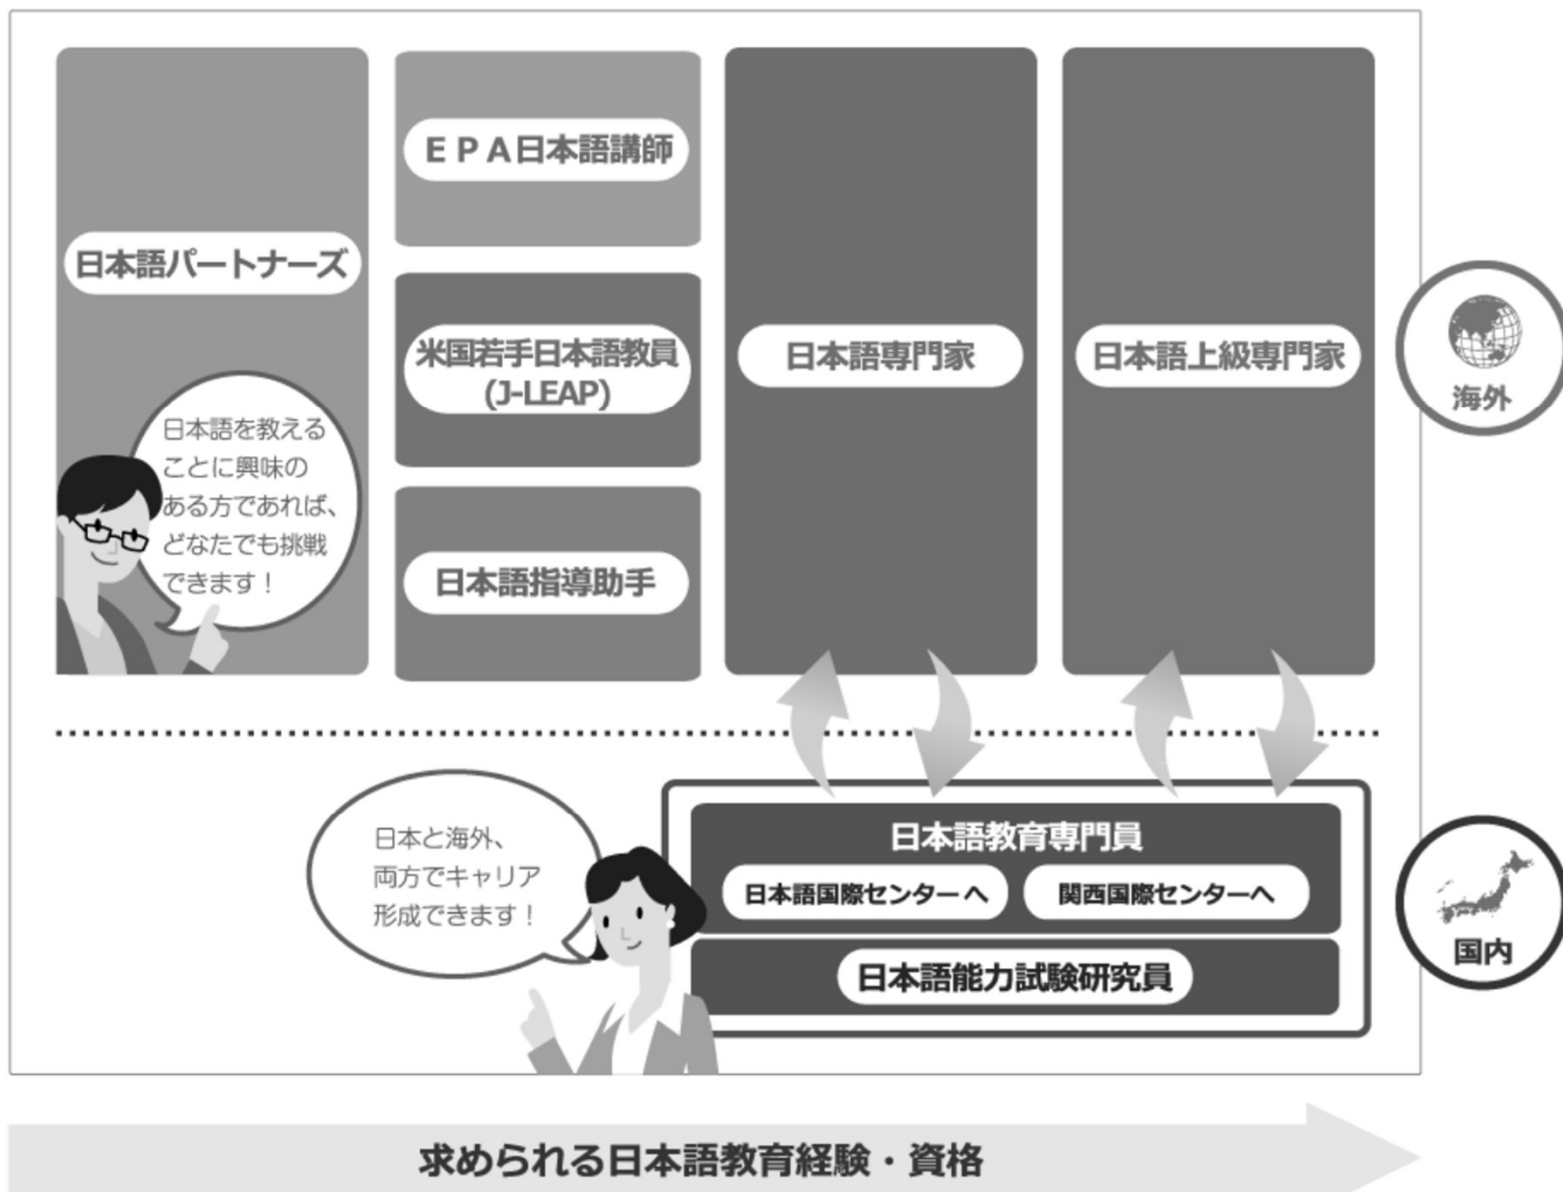 日本語パートナーズ
日本語を教える
ことに興味の
ある方であれば、
どなたでも挑戦
できます！
ＥＰＡ日本語講師
米国若手日本語教員
(J-LEAP)
日本語指導助手
日本語専門家
日本語上級専門家
海外
日本と海外、
両方でキャリア
形成できます！
日本語教育専門員
日本語国際センターへ
関西国際センターへ
日本語能力試験研究員
国内
求められる日本語教育経験・資格